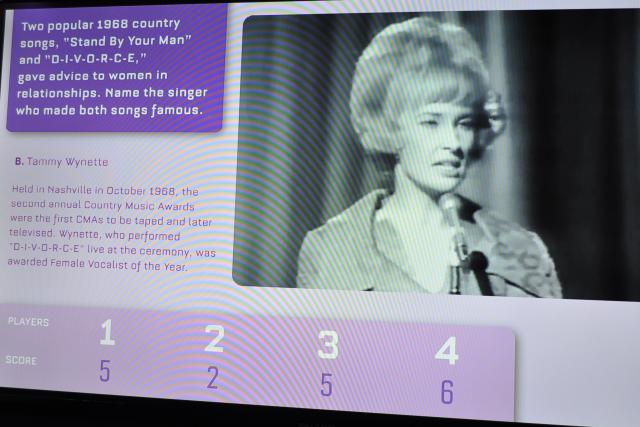 Two popular 1968 country
songs, "Stand By Your Man"
and "D-I-V-O-R-C-E,"
gave advice to women in
relationships. Name the singer
who made both songs famous.
B. Tammy Wynette
Held in Nashville in October 1968, the
second annual Country Music Awards
were the first CMAs to be taped and later
televised. Wynette, who performed
"D-I-V-O-R-C-E" live at the ceremony, was
awarded Female Vocalist of the Year.
PLAYERS 1 2 3 4
SCORE 5 2 5 6